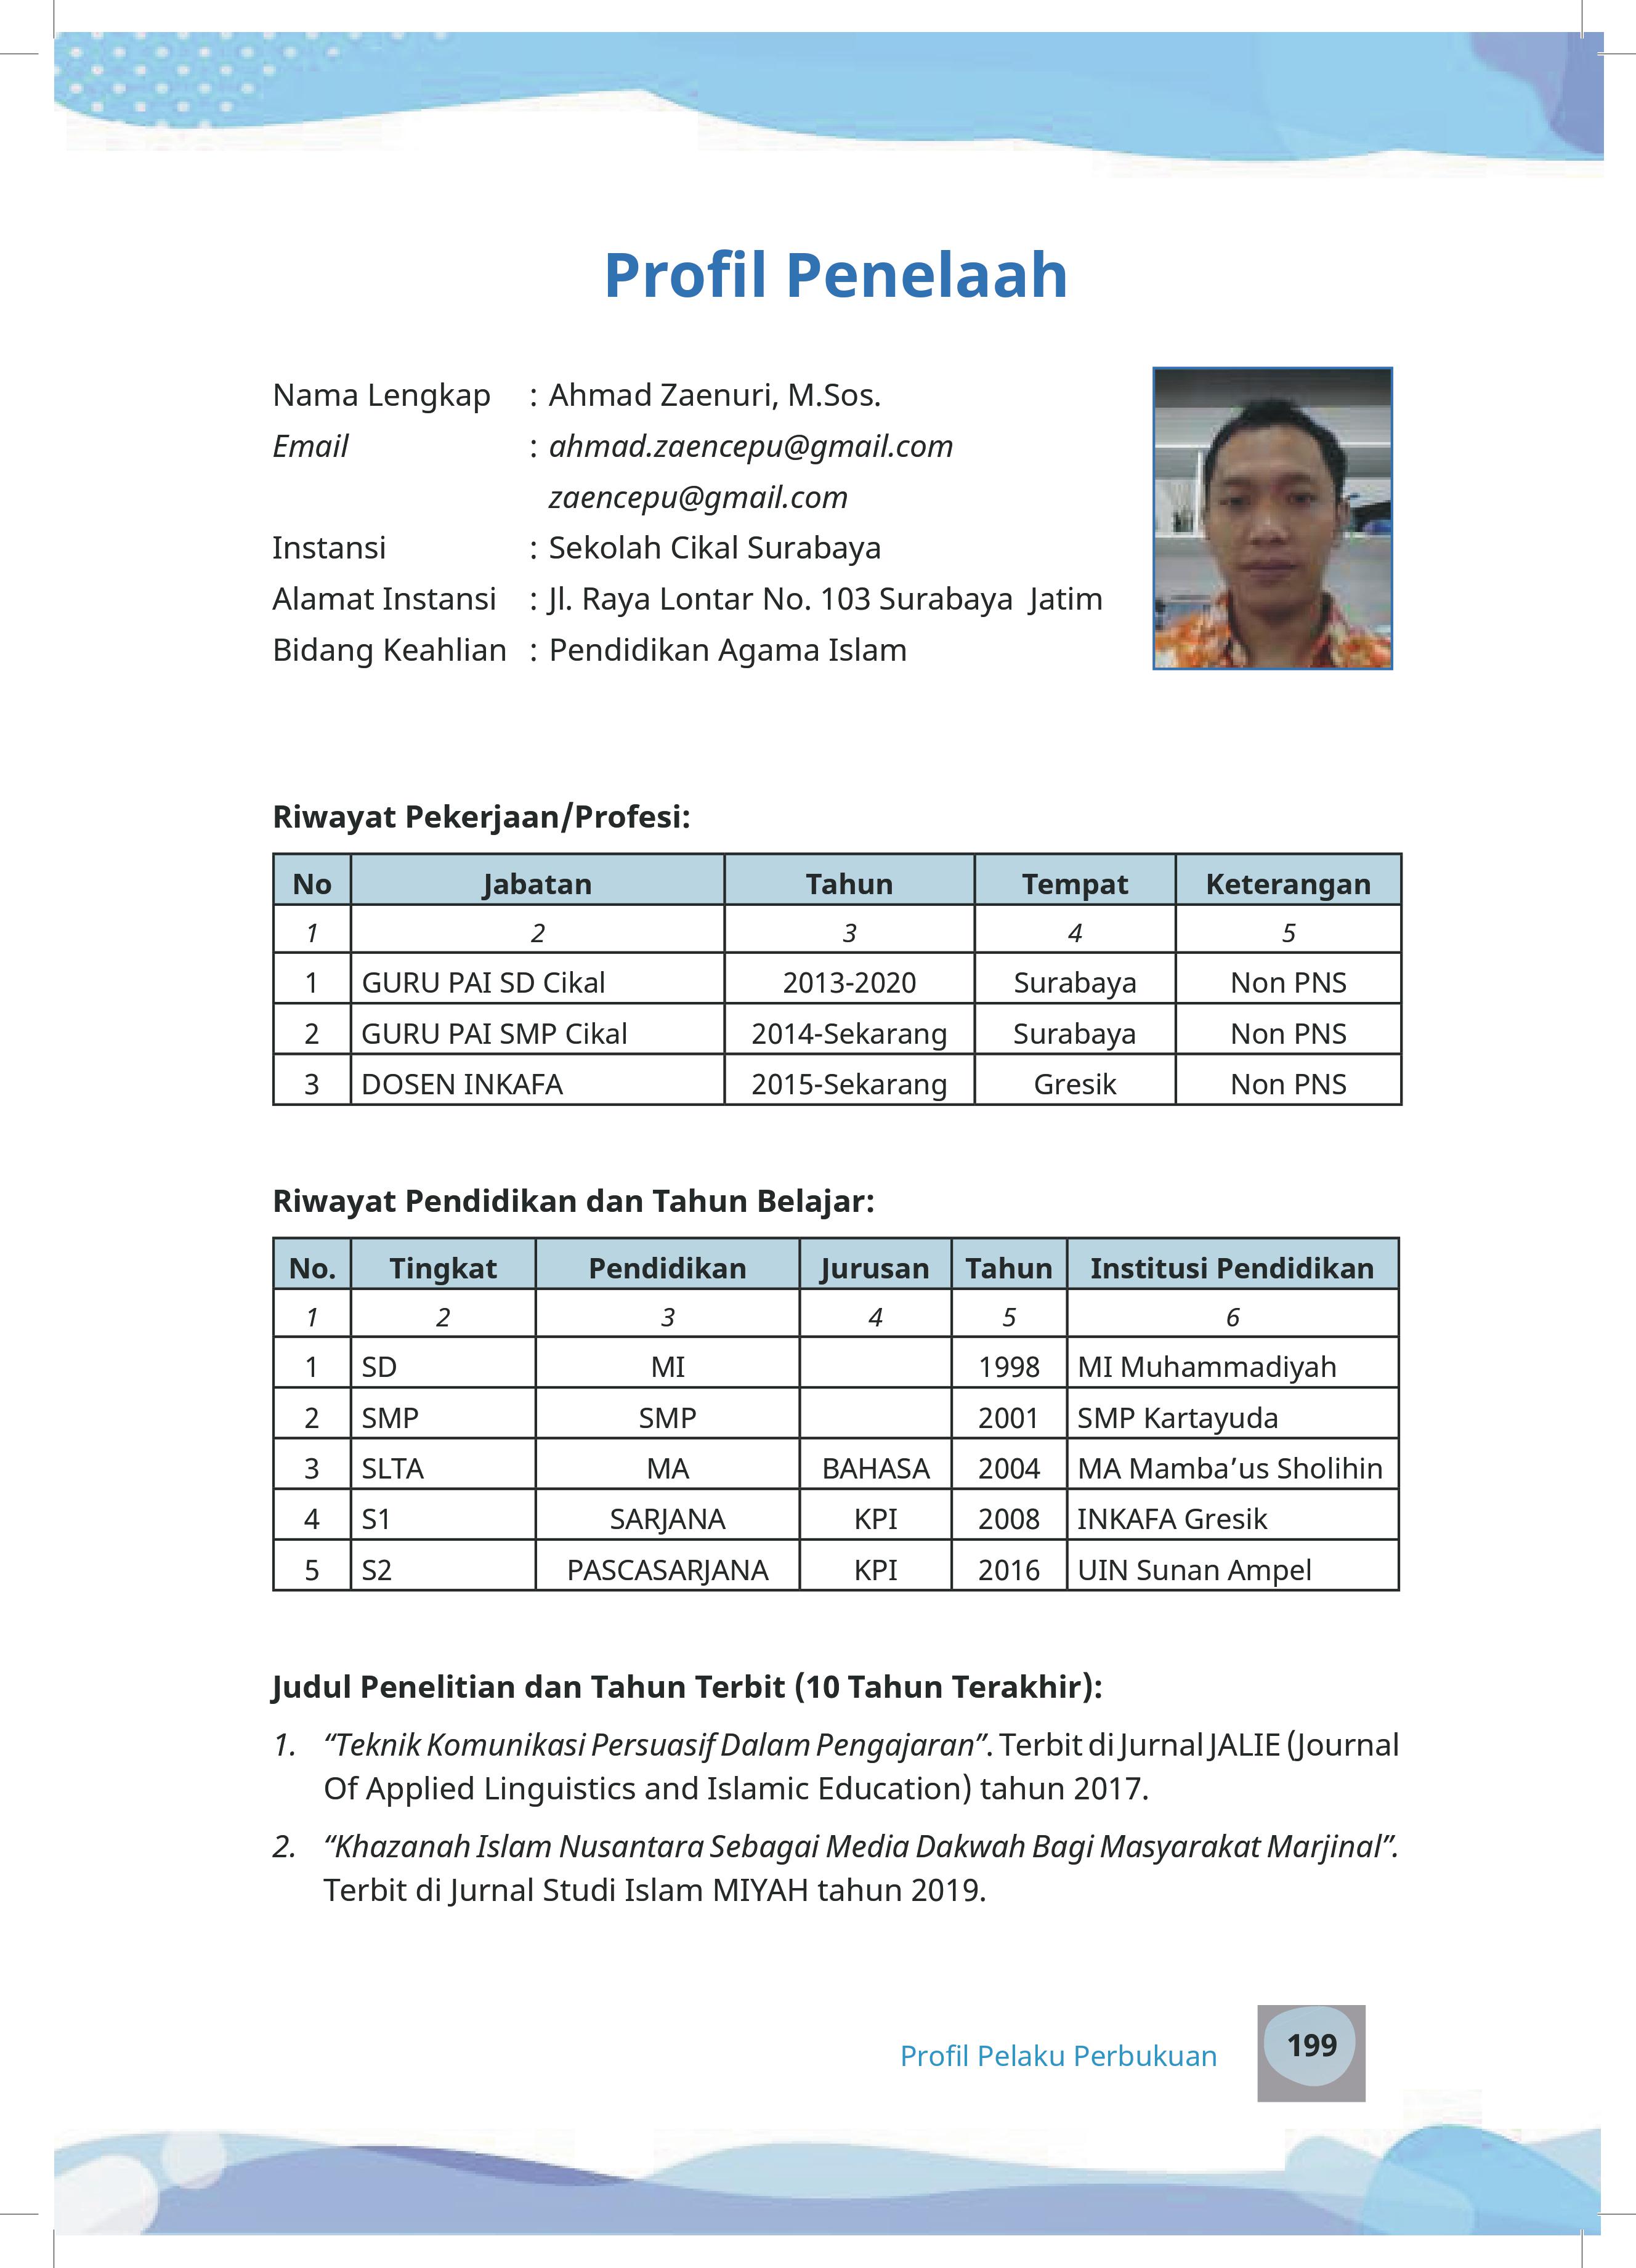 Profil Penelaah
Nama Lengkap : Ahmad Zaenuri, M.Sos.
Email : ahmad.zaencepu@gmail.com
zaencepu@gmail.com
Instansi : Sekolah Cikal Surabaya
Alamat Instansi : Jl. Raya Lontar No. 103 Surabaya Jatim
Bidang Keahlian : Pendidikan Agama Islam
Riwayat Pekerjaan/Profesi:
No Jabatan Tahun Tempat Keterangan
1 2 3 4 5
1 GURU PAI SD Cikal 2013-2020 Surabaya Non PNS
2 GURU PAI SMP Cikal 2014-Sekarang Surabaya Non PNS
3 DOSEN INKAFA 2015-Sekarang Gresik Non PNS
Riwayat Pendidikan dan Tahun Belajar:
No. Tingkat Pendidikan Jurusan Tahun Institusi Pendidikan
1 2 3 4 5 6
1 SD MI 1998 MI Muhammadiyah
2 SMP SMP 2001 SMP Kartayuda
3 SLTA MA BAHASA 2004 MA Mamba’us Sholihin
4 S1 SARJANA KPI 2008 INKAFA Gresik
5 S2 PASCASARJANA KPI 2016 UIN Sunan Ampel
Judul Penelitian dan Tahun Terbit (10 Tahun Terakhir):
1. “Teknik Komunikasi Persuasif Dalam Pengajaran”. Terbit di Jurnal JALIE (Journal
Of Applied Linguistics and Islamic Education) tahun 2017.
2. “Khazanah Islam Nusantara Sebagai Media Dakwah Bagi Masyarakat Marjinal”.
Terbit di Jurnal Studi Islam MIYAH tahun 2019.
Profil Pelaku Perbukuan 199